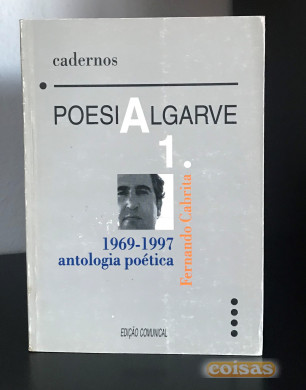 cadernos
POESIALGARVE
1.
Fernando Cabrita
1969-1997
antologia poética
EDIÇÃO COMUNICAL
coisas